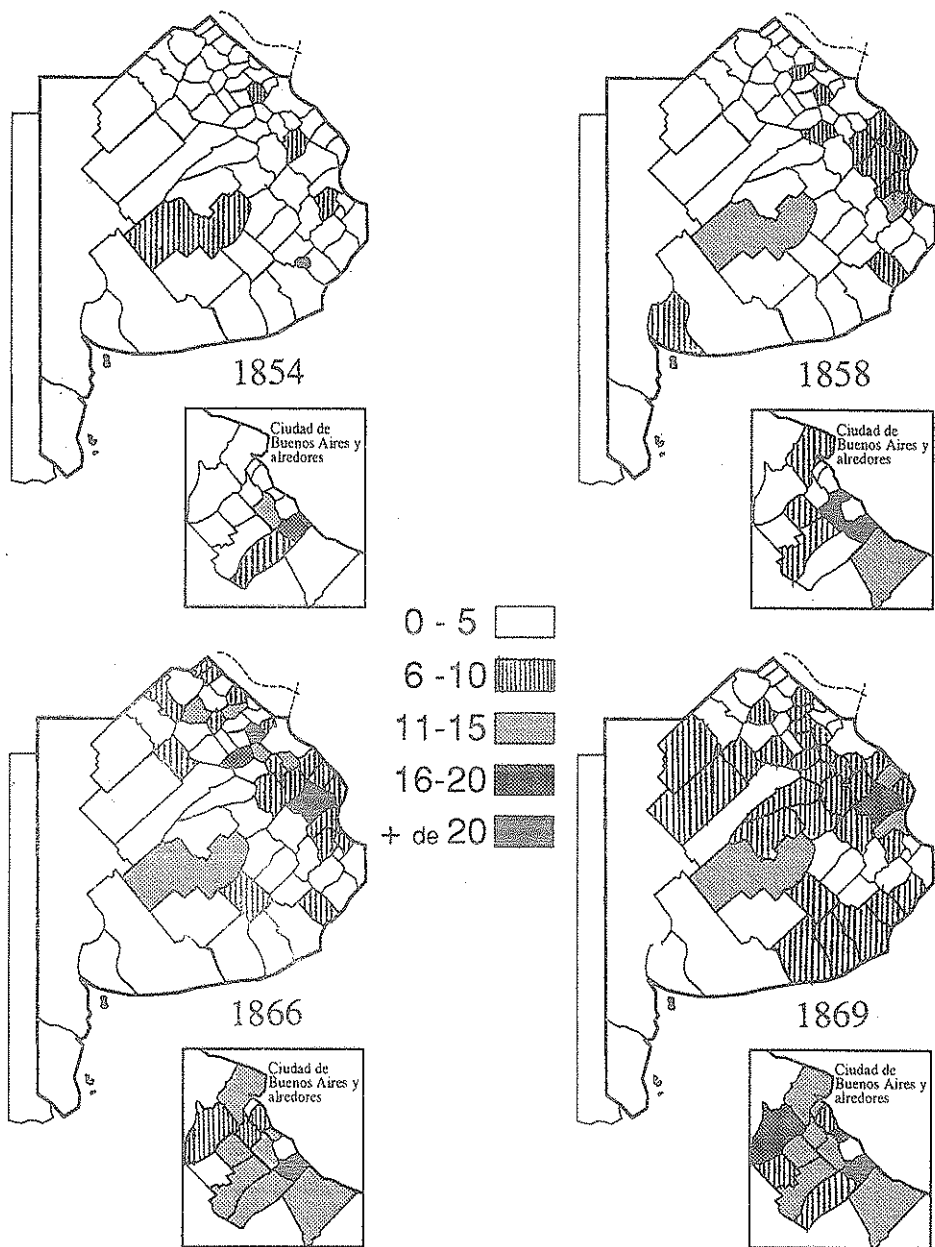 1854
1858
Ciudad de
Buenos Aires y
alredores
Ciudad de
Buenos Aires y
alredores
0 - 5
6 -10
11-15
16-20
+ de 20
1866
1869
Ciudad de
Buenos Aires y
alredores
Ciudad de
Buenos Aires y
alredores